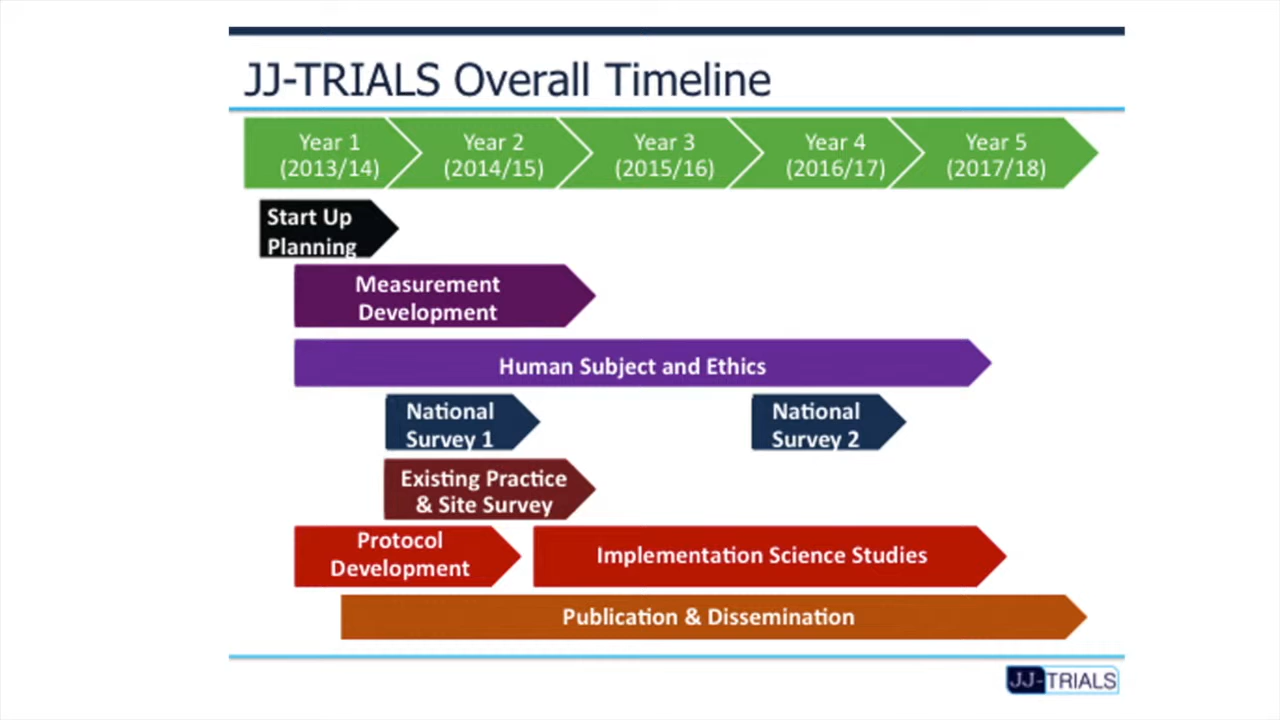 JJ-TRIALS Overall Timeline
Year 1
(2013/14)
Year 2
(2014/15)
Year 3
(2015/16)
Year 4
(2016/17)
Year 5
(2017/18)
Start Up
Planning
Measurement
Development
Human Subject and Ethics
National
Survey 1
National
Survey 2
Existing Practice
& Site Survey
Protocol
Development
Implementation Science Studies
Publication & Dissemination
JJ-TRIALS